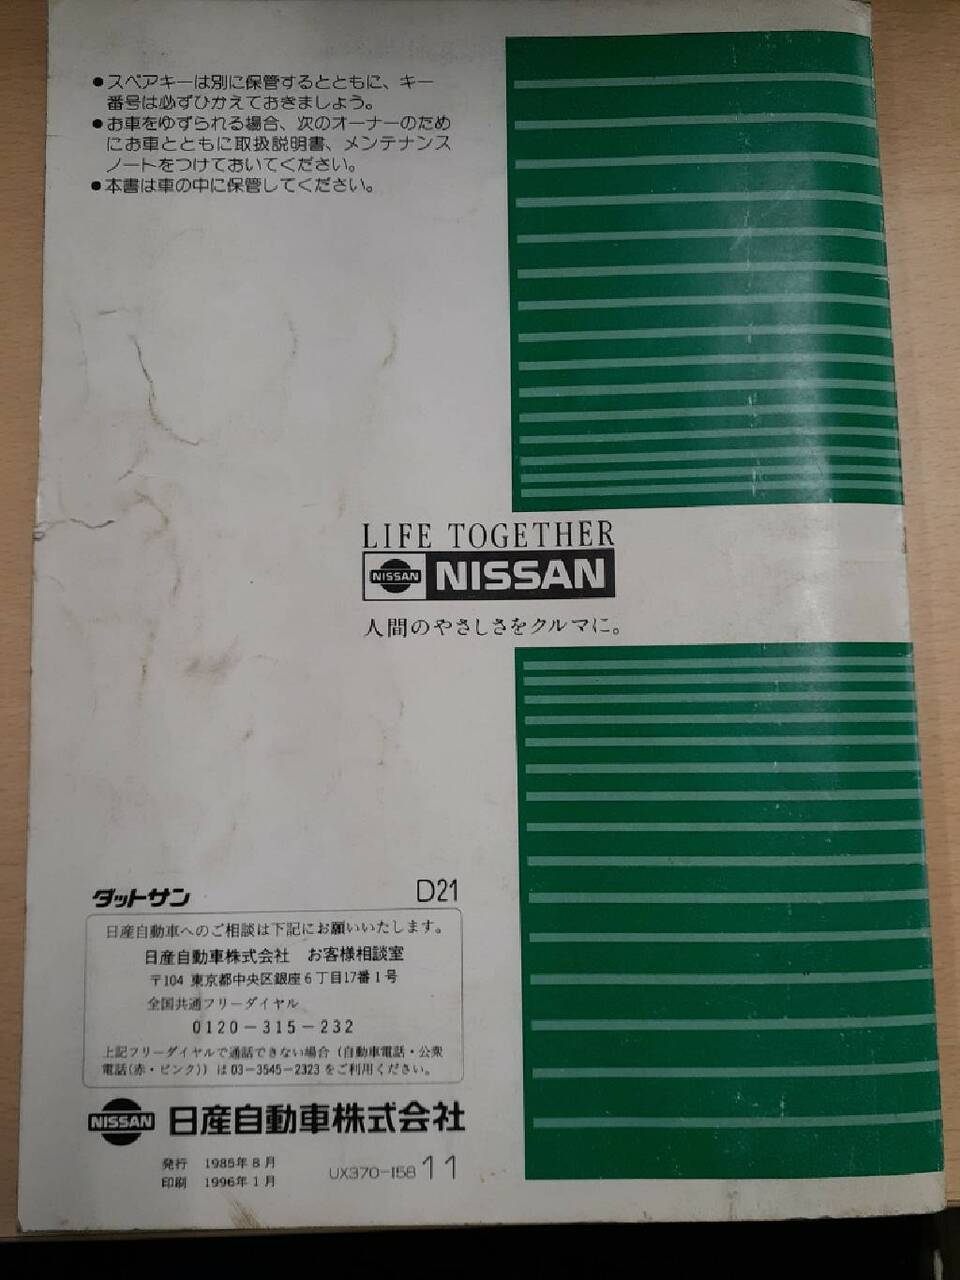 ●スペアキーは別に保管するとともに、キー
番号は必ずひかえておきましょう。
●お車をゆずられる場合、次のオーナーのため
にお車とともに取扱説明書、メンテナンス
ノートをつけておいてください。
●本書は車の中に保管してください。
LIFE TOGETHER
NISSAN NISSAN
人間のやさしさをクルマに。
ダットサン D21
日産自動車へのご相談は下記にお願いいたします。
日産自動車株式会社 お客様相談室
〒104 東京都中央区銀座6丁目17番1号
全国共通フリーダイヤル
0120-315-232
上記フリーダイヤルで通話できない場合(自動車電話・公衆
電話(赤・ピンク))は03-3545-2323をご利用ください。
NISSAN 日産自動車株式会社
発行 1985年8月
印刷 1996年1月
UX370-I58 11